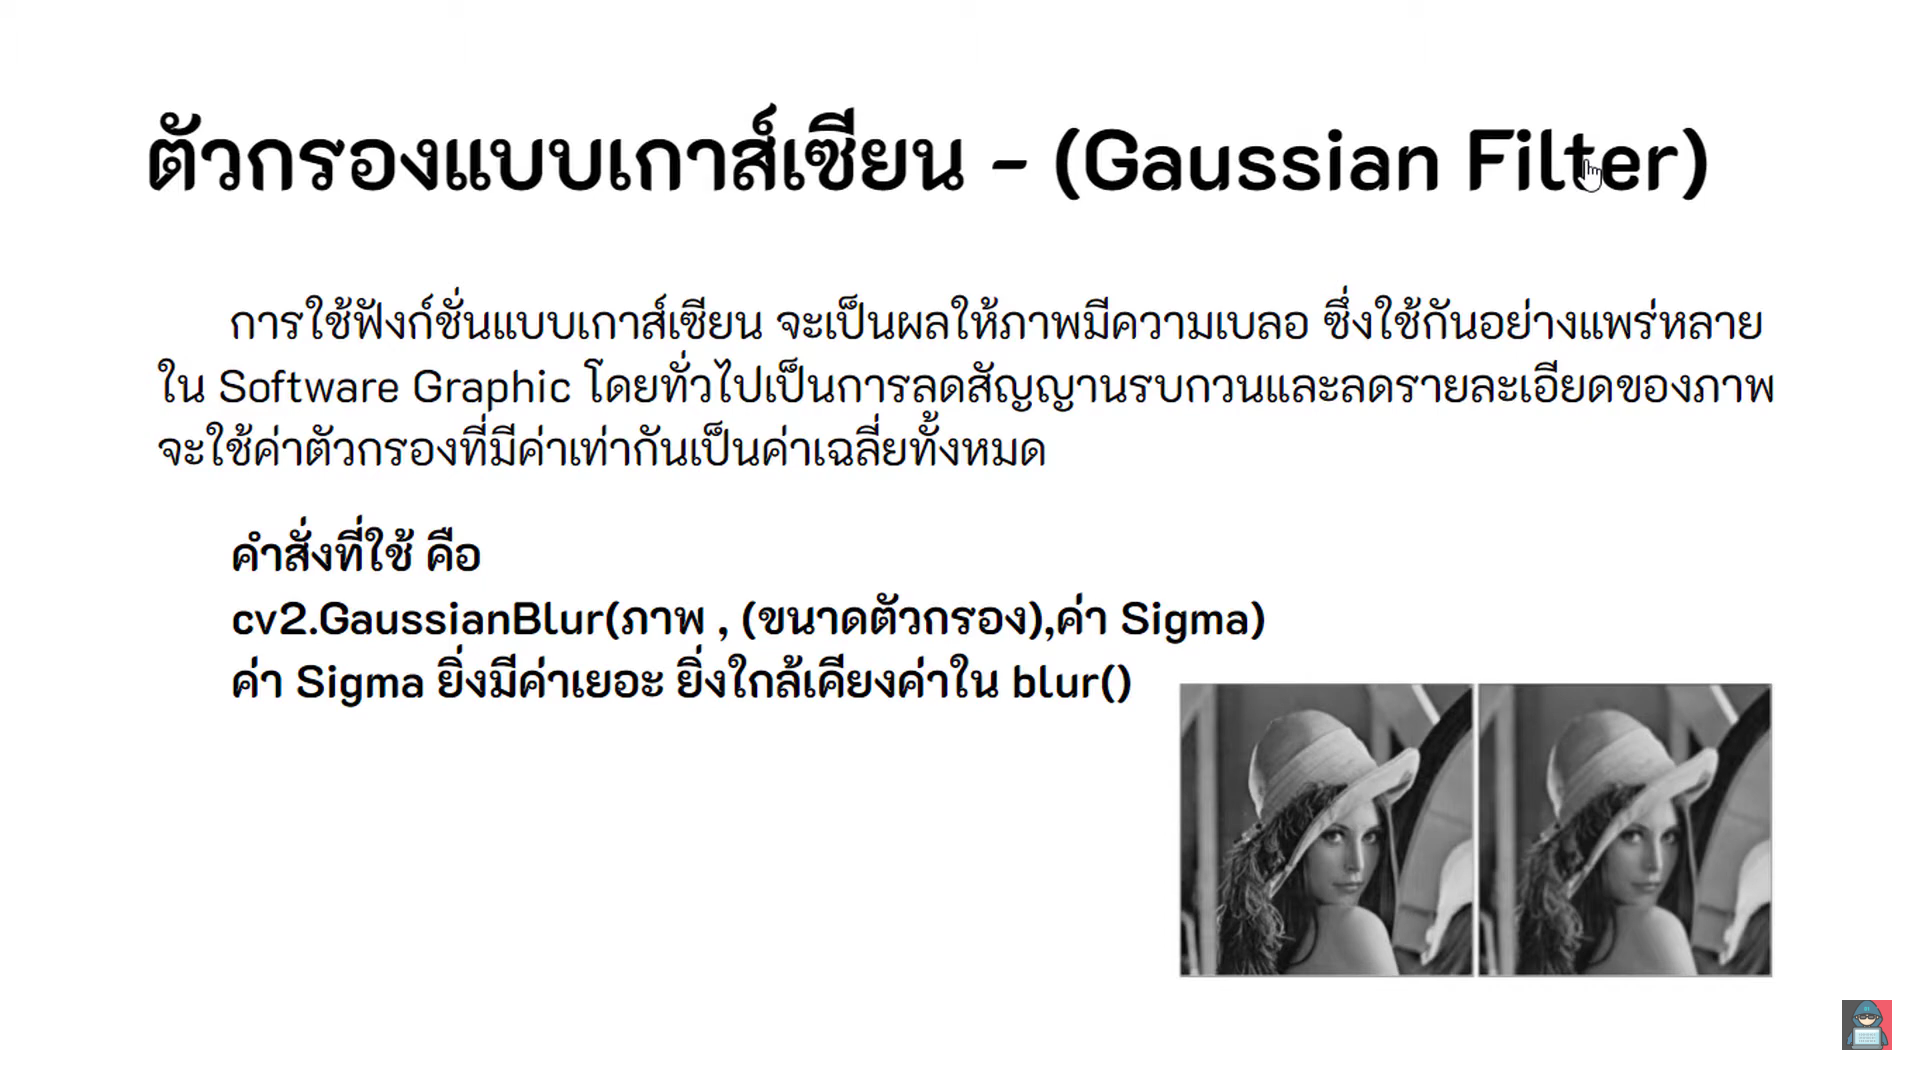 ตัวกรองแบบเกาส์เซียน - (Gaussian Filter)
การใช้ฟังก์ชั่นแบบเกาส์เซียน จะเป็นผลให้ภาพมีความเบลอ ซึ่งใช้กันอย่างแพร่หลาย
ใน Software Graphic โดยทั่วไปเป็นการลดสัญญานรบกวนและลดรายละเอียดของภาพ
จะใช้ค่าตัวกรองที่มีค่าเท่ากันเป็นค่าเฉลี่ยทั้งหมด
คำสั่งที่ใช้ คือ
cv2.GaussianBlur(ภาพ , (ขนาดตัวกรอง),ค่า Sigma)
ค่า Sigma ยิ่งมีค่าเยอะ ยิ่งใกล้เคียงค่าใน blur()